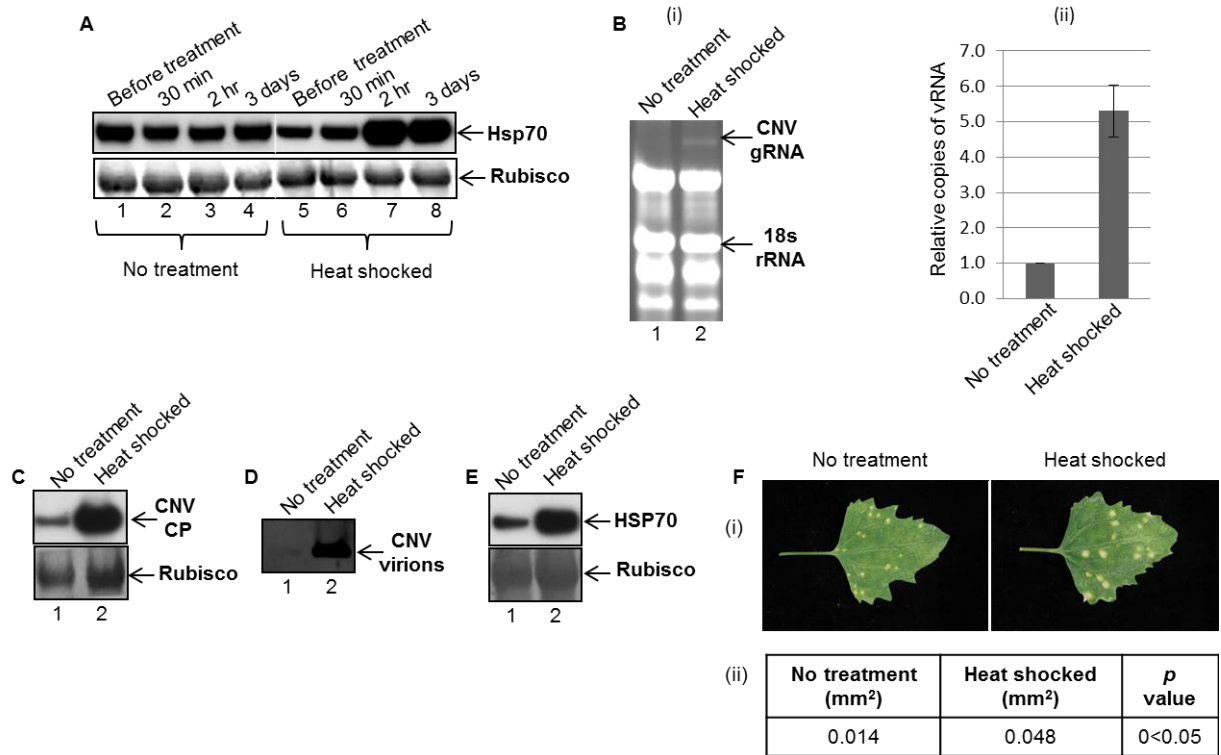 A
Before treatment
30 min
2 hr
3 days
Before treatment
30 min
2 hr
3 days
Hsp70
Rubisco
1 2 3 4 5 6 7 8
No treatment
Heat shocked
B
(i)
No treatment
Heat shocked
CNV
gRNA
18s
rRNA
1 2
(ii)
Relative copies of vRNA
7.0
6.0
5.0
4.0
3.0
2.0
1.0
0.0
No treatment
Heat shocked
C
No treatment
Heat shocked
CNV
CP
Rubisco
1 2
D
No treatment
Heat shocked
CNV
virions
1 2
E
No treatment
Heat shocked
HSP70
Rubisco
1 2
F
No treatment
Heat shocked
(i)
(ii)
No treatment
(mm²)
Heat shocked
(mm²)
p
value
0.014 0.048 0<0.05